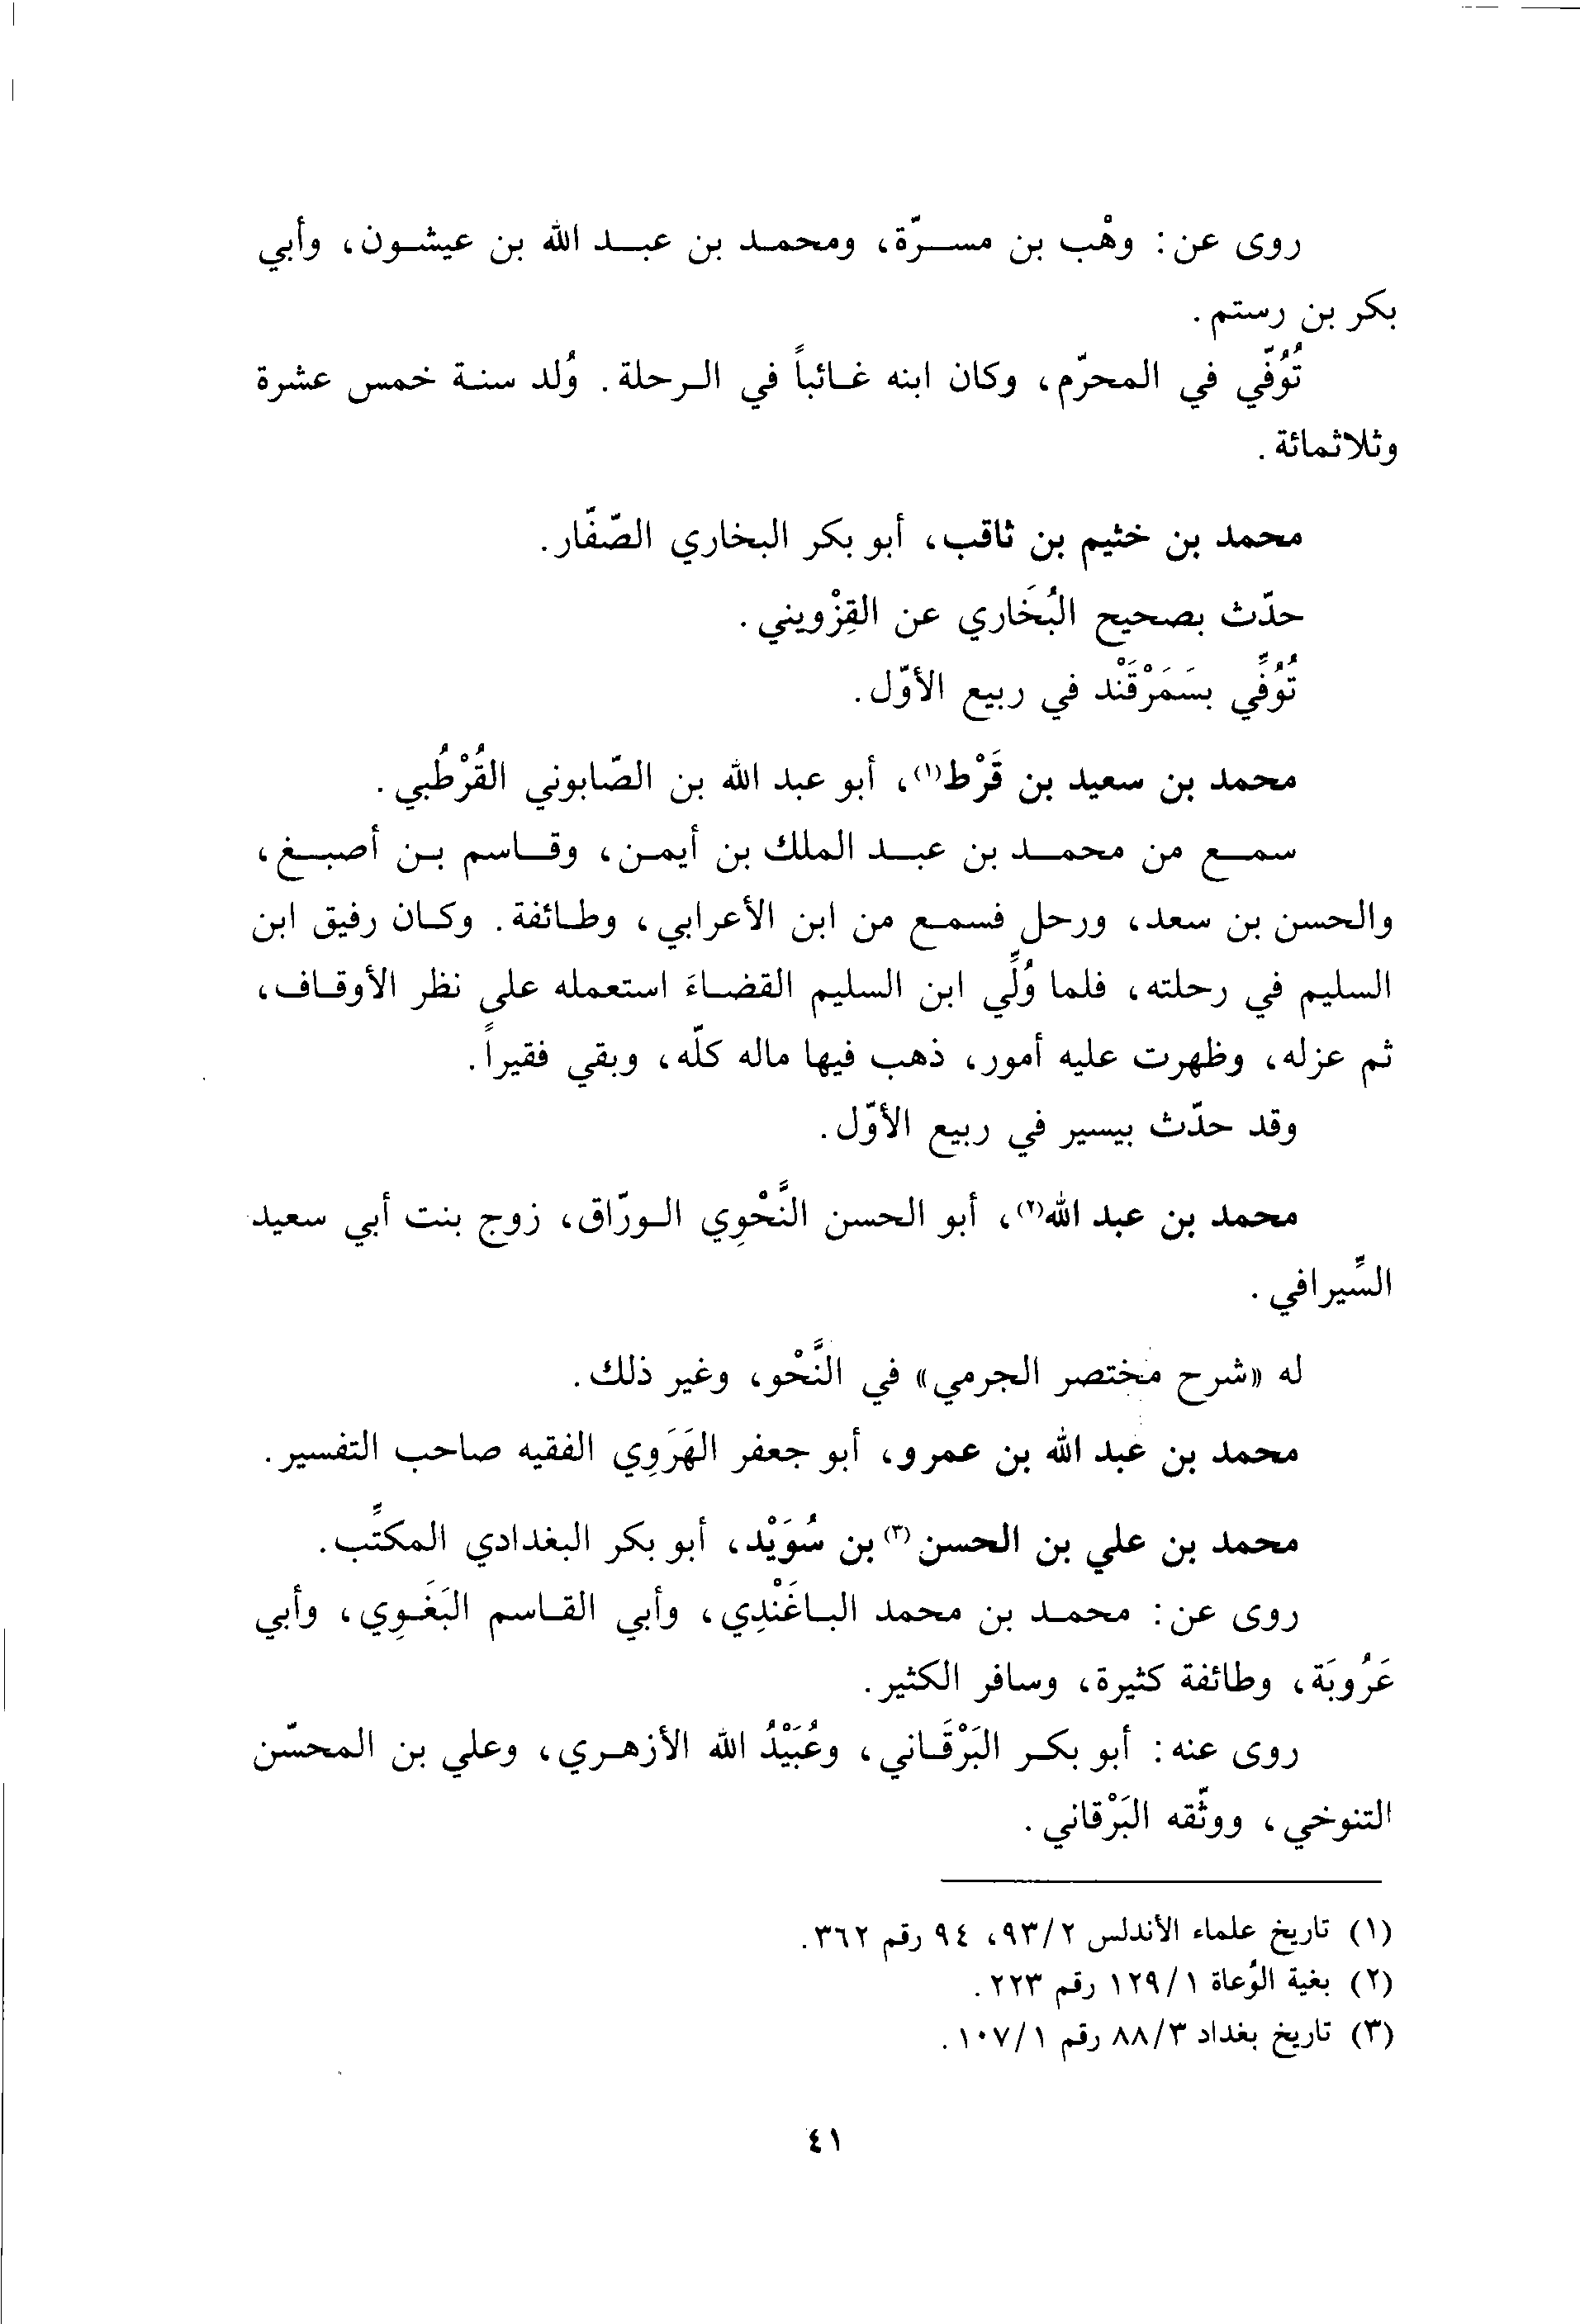 روى عن: وهْب بن مسرّة، ومحمد بن عبد الله بن عيشون، وأبي
بكر بن رستم.
تُوُفّي في المحرّم، وكان ابنه غائباً في الرحلة. وُلد سنة خمس عشرة
وثلاثمائة.
محمد بن خثيم بن ثاقب، أبو بكر البخاري الصّفّار.
حدّث بصحيح البُخَاري عن القِزْويني.
تُوُفِّي بسَمَرْقَنْد في ربيع الأوّل.
محمد بن سعيد بن قَرْط(١)، أبو عبد الله بن الصّابوني القُرْطُبي.
سمع من محمد بن عبد الملك بن أيمن، وقاسم بن أصبغ،
والحسن بن سعد، ورحل فسمع من ابن الأعرابي، وطائفة. وكان رفيق ابن
السليم في رحلته، فلما وُلِّي ابن السليم القضاءَ استعمله على نظر الأوقاف،
ثم عزله، وظهرت عليه أمور، ذهب فيها ماله كلّه، وبقي فقيراً.
وقد حدّث بيسير في ربيع الأوّل.
محمد بن عبد الله(٢)، أبو الحسن النَّحْوِي الورّاق، زوج بنت أبي سعيد
السِّيرافي.
له «شرح مختصر الجرمي» في النَّحْو، وغير ذلك.
محمد بن عبد الله بن عمرو، أبو جعفر الهَرَوِي الفقيه صاحب التفسير.
محمد بن علي بن الحسن(٣) بن سُوَيْد، أبو بكر البغدادي المكتِّب.
روى عن: محمد بن محمد الباغَنْدِي، وأبي القاسم البَغَوِي، وأبي
عَرُوبَة، وطائفة كثيرة، وسافر الكثير.
روى عنه: أبو بكر البَرْقَاني، وعُبَيْدُ الله الأزهري، وعلي بن المحسّن
التنوخي، ووثّقه البَرْقاني.
(١) تاريخ علماء الأندلس ٩٣/٢، ٩٤ رقم ٣٦٢.
(٢) بغية الوُعاة ١٢٩/١ رقم ٢٢٣.
(٣) تاريخ بغداد ٨٨/٣ رقم ١٠٧/١.
٤١